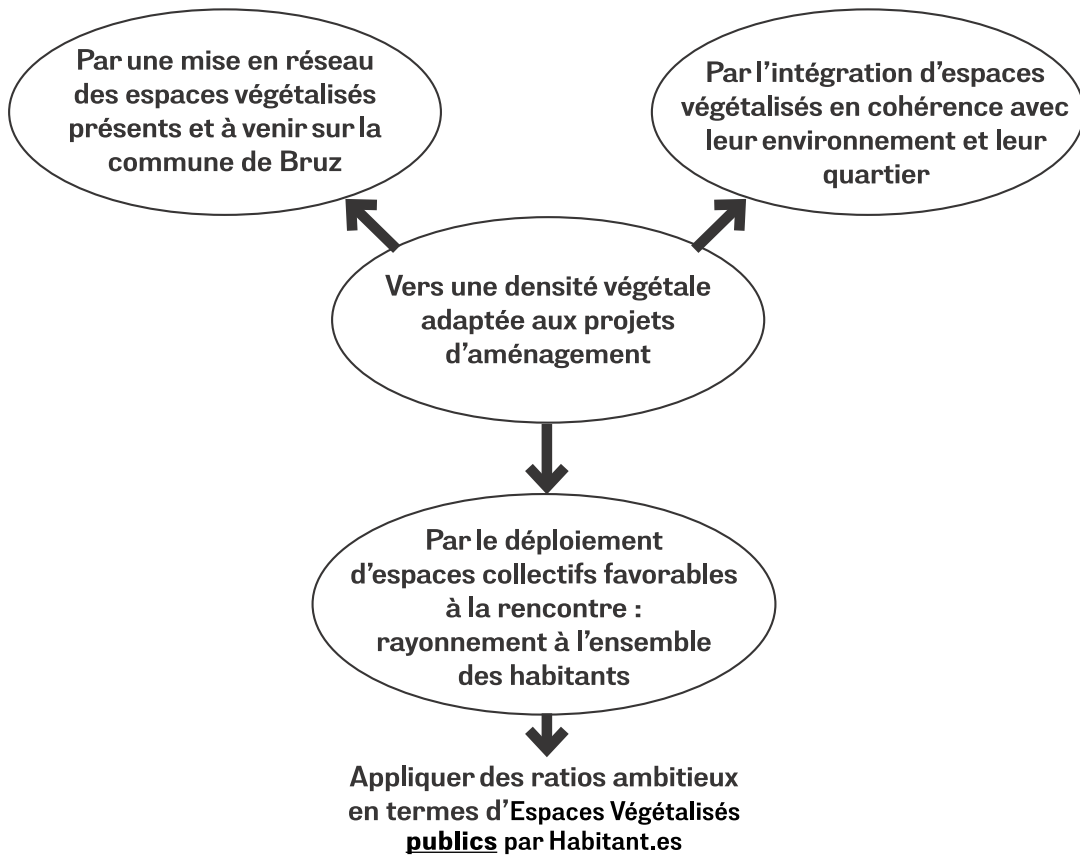 Par une mise en réseau
des espaces végétalisés
présents et à venir sur la
commune de Bruz
Par l'intégration d'espaces
végétalisés en cohérence avec
leur environnement et leur
quartier
Vers une densité végétale
adaptée aux projets
d'aménagement
Par le déploiement
d'espaces collectifs favorables
à la rencontre :
rayonnement à l'ensemble
des habitants
Appliquer des ratios ambitieux
en termes d'Espaces Végétalisés
publics par Habitant.es